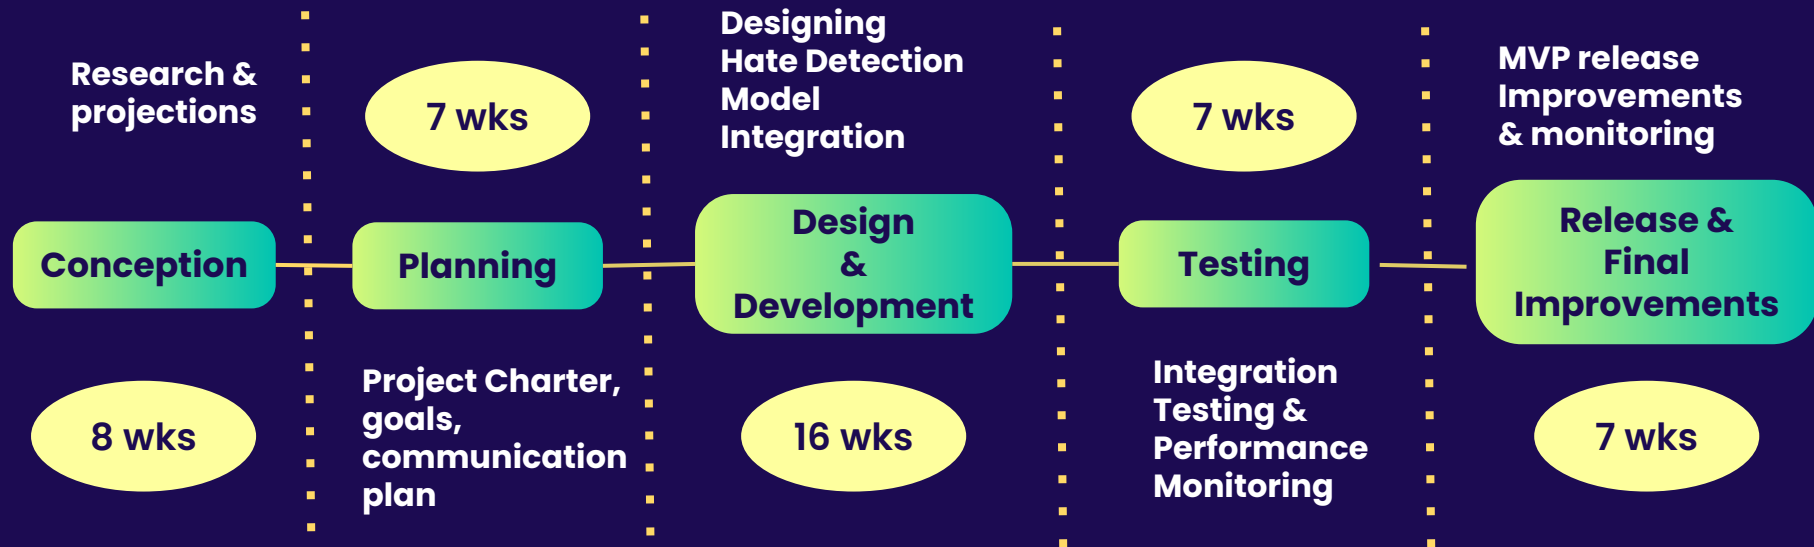 Research &
projections
Conception
8 wks
7 wks
Planning
Project Charter,
goals,
communication
plan
Designing
Hate Detection
Model
Integration
Design
&
Development
16 wks
7 wks
Testing
Integration
Testing &
Performance
Monitoring
MVP release
Improvements
& monitoring
Release &
Final
Improvements
7 wks